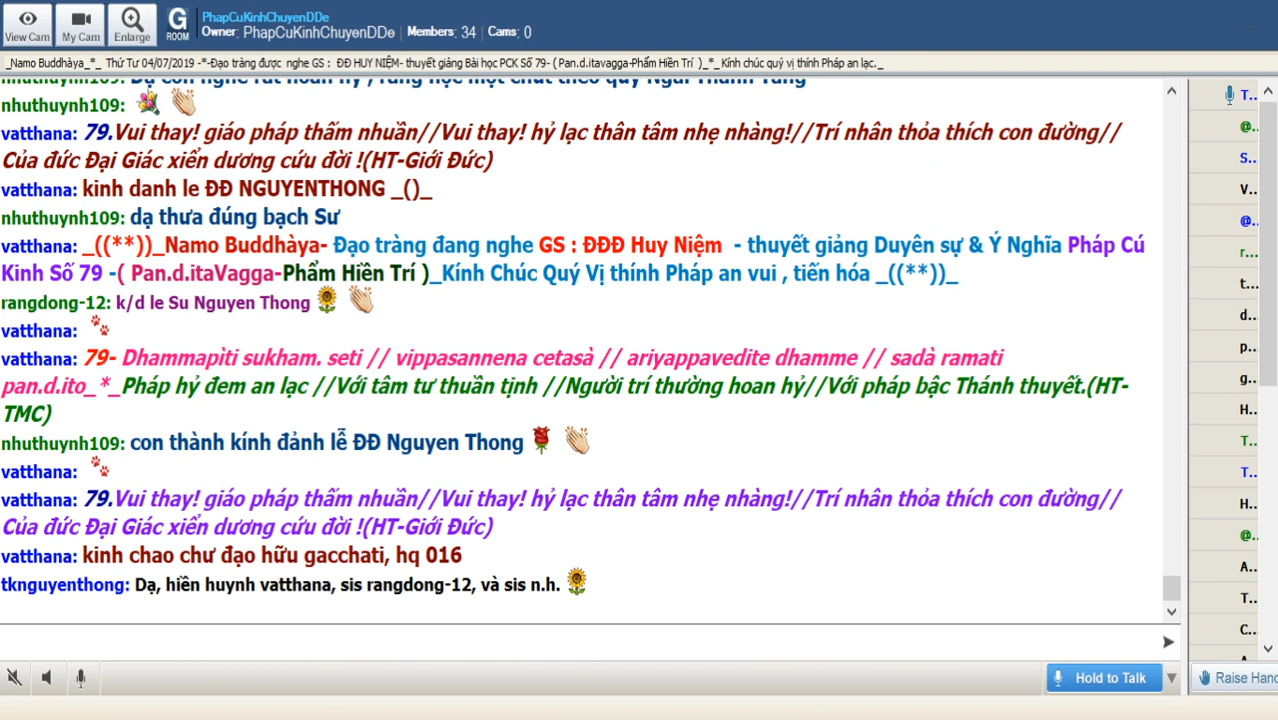 PhapCuKinhChuyenDDe
Owner: PhapCuKinhChuyenDDe Members: 34 Cams: 0
View Cam My Cam Enlarge G ROOM
_Namo Buddhàya_*_ Thứ Tư 04/07/2019 -*-Đạo tràng được nghe GS : ĐĐ HUY NIỆM- thuyết giảng Bài học PCK Số 79- ( Pan.d.itavagga-Phẩm Hiền Trí )_*_Kính chúc quý vị thính Pháp an lạc._
nhuthuynh109:
vatthana: 79.Vui thay! giáo pháp thấm nhuần//Vui thay! hỷ lạc thân tâm nhẹ nhàng!//Trí nhân thỏa thích con đường//
Của đức Đại Giác xiển dương cứu đời !(HT-Giới Đức)
vatthana: kinh danh le ĐĐ NGUYENTHONG _()_
nhuthuynh109: dạ thưa đúng bạch Sư
vatthana: _((**))_Namo Buddhàya- Đạo tràng đang nghe GS : ĐĐĐ Huy Niệm - thuyết giảng Duyên sự & Ý Nghĩa Pháp Cú
Kinh Số 79 -( Pan.d.itaVagga-Phẩm Hiền Trí )_Kính Chúc Quý Vị thính Pháp an vui , tiến hóa _((**))_
rangdong-12: k/d le Su Nguyen Thong
vatthana:
vatthana: 79- Dhammapìti sukham. seti // vippasannena cetasà // ariyappavedite dhamme // sadà ramati
pan.d.ito_*_Pháp hỷ đem an lạc //Với tâm tư thuần tịnh //Người trí thường hoan hỷ//Với pháp bậc Thánh thuyết.(HT-
TMC)
nhuthuynh109: con thành kính đảnh lễ ĐĐ Nguyen Thong
vatthana:
vatthana: 79.Vui thay! giáo pháp thấm nhuần//Vui thay! hỷ lạc thân tâm nhẹ nhàng!//Trí nhân thỏa thích con đường//
Của đức Đại Giác xiển dương cứu đời !(HT-Giới Đức)
vatthana: kinh chao chư đạo hữu gacchati, hq 016
tknguyenthong: Dạ, hiền huynh vatthana, sis rangdong-12, và sis n.h.
T...
@...
S...
V...
@...
r...
t...
d...
p...
g...
H...
T...
T...
H...
@...
A...
T...
C...
Hold to Talk
Raise Hand